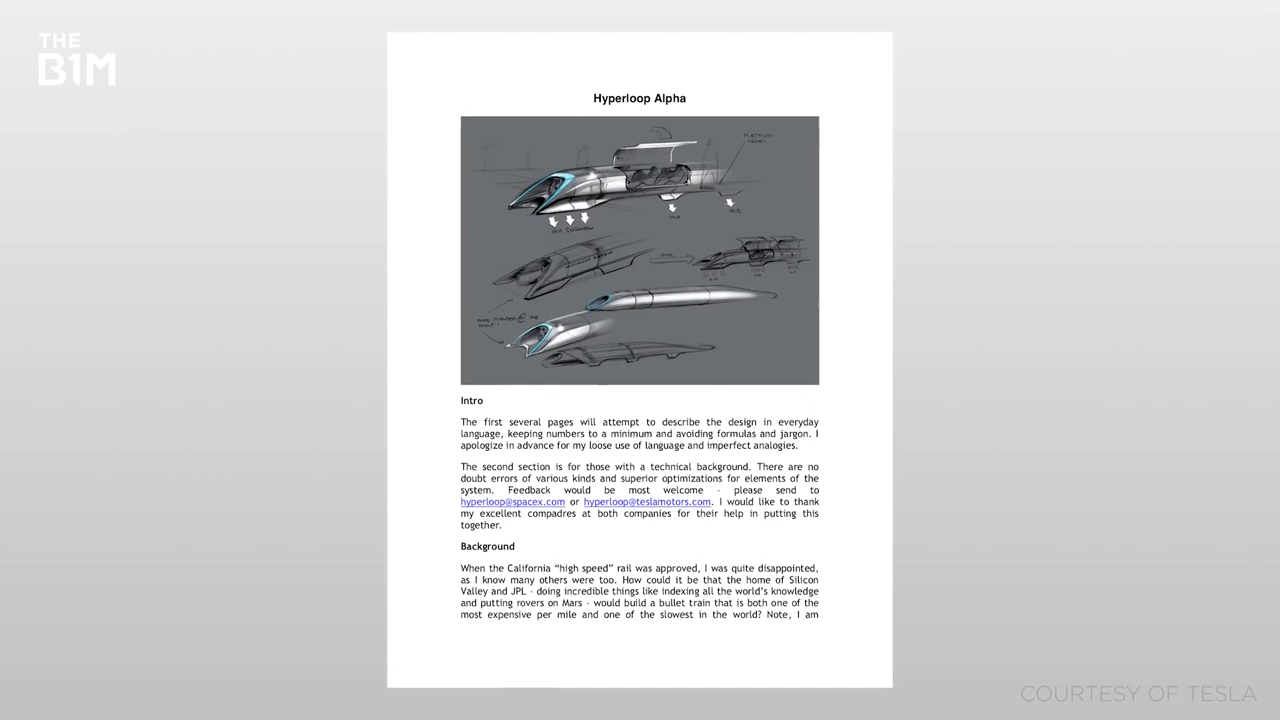 THE
B1M
Hyperloop Alpha
AIR CUSHION
Intro
The first several pages will attempt to describe the design in everyday
language, keeping numbers to a minimum and avoiding formulas and jargon. I
apologize in advance for my loose use of language and imperfect analogies.
The second section is for those with a technical background. There are no
doubt errors of various kinds and superior optimizations for elements of the
system. Feedback would be most welcome – please send to
hyperloop@spacex.com or hyperloop@teslamotors.com. I would like to thank
my excellent compadres at both companies for their help in putting this
together.
Background
When the California “high speed” rail was approved, I was quite disappointed,
as I know many others were too. How could it be that the home of Silicon
Valley and JPL – doing incredible things like indexing all the world’s knowledge
and putting rovers on Mars – would build a bullet train that is both one of the
most expensive per mile and one of the slowest in the world? Note, I am
COURTESY OF TESLA